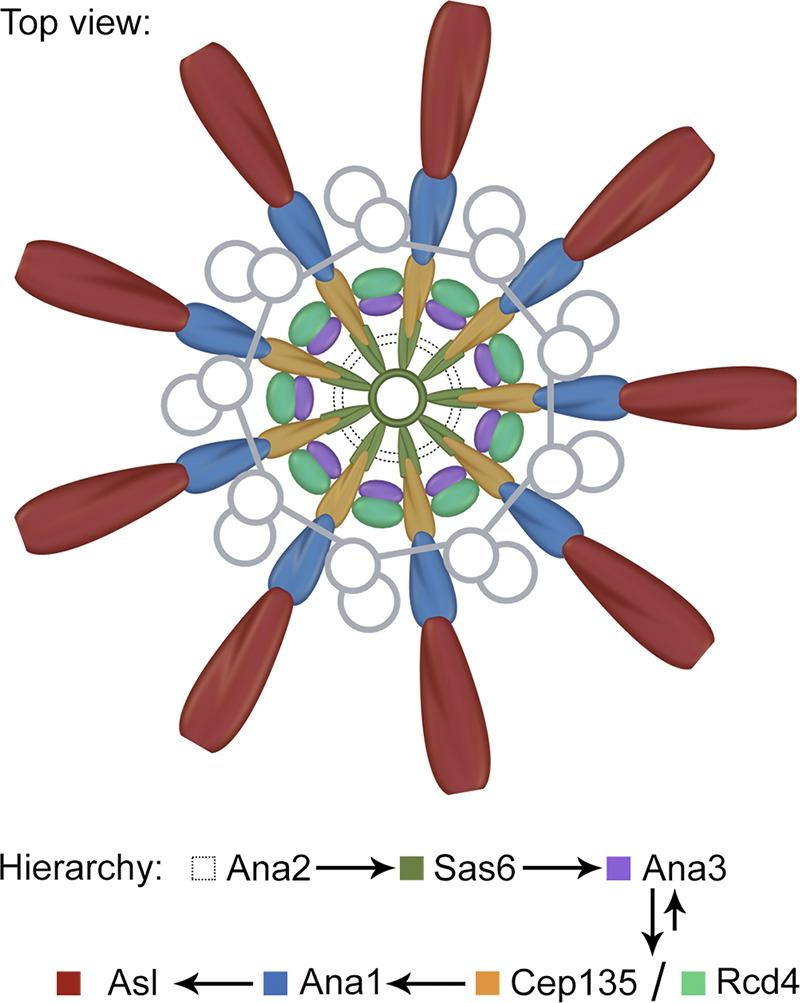 Top view:
Hierarchy: Ana2 Sas6 Ana3
Asl Ana1 Cep135 / Rcd4